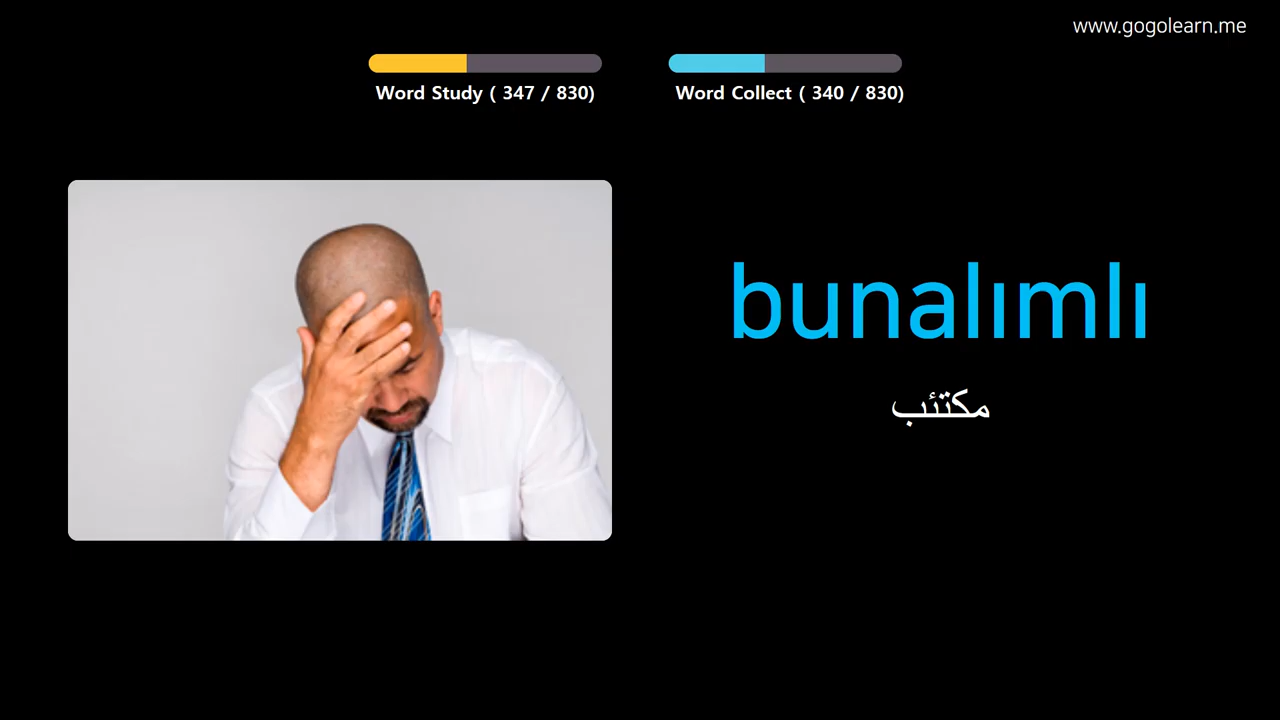 www.gogolearn.me
Word Study ( 347 / 830)
Word Collect ( 340 / 830)
bunalımlı
مكتئب